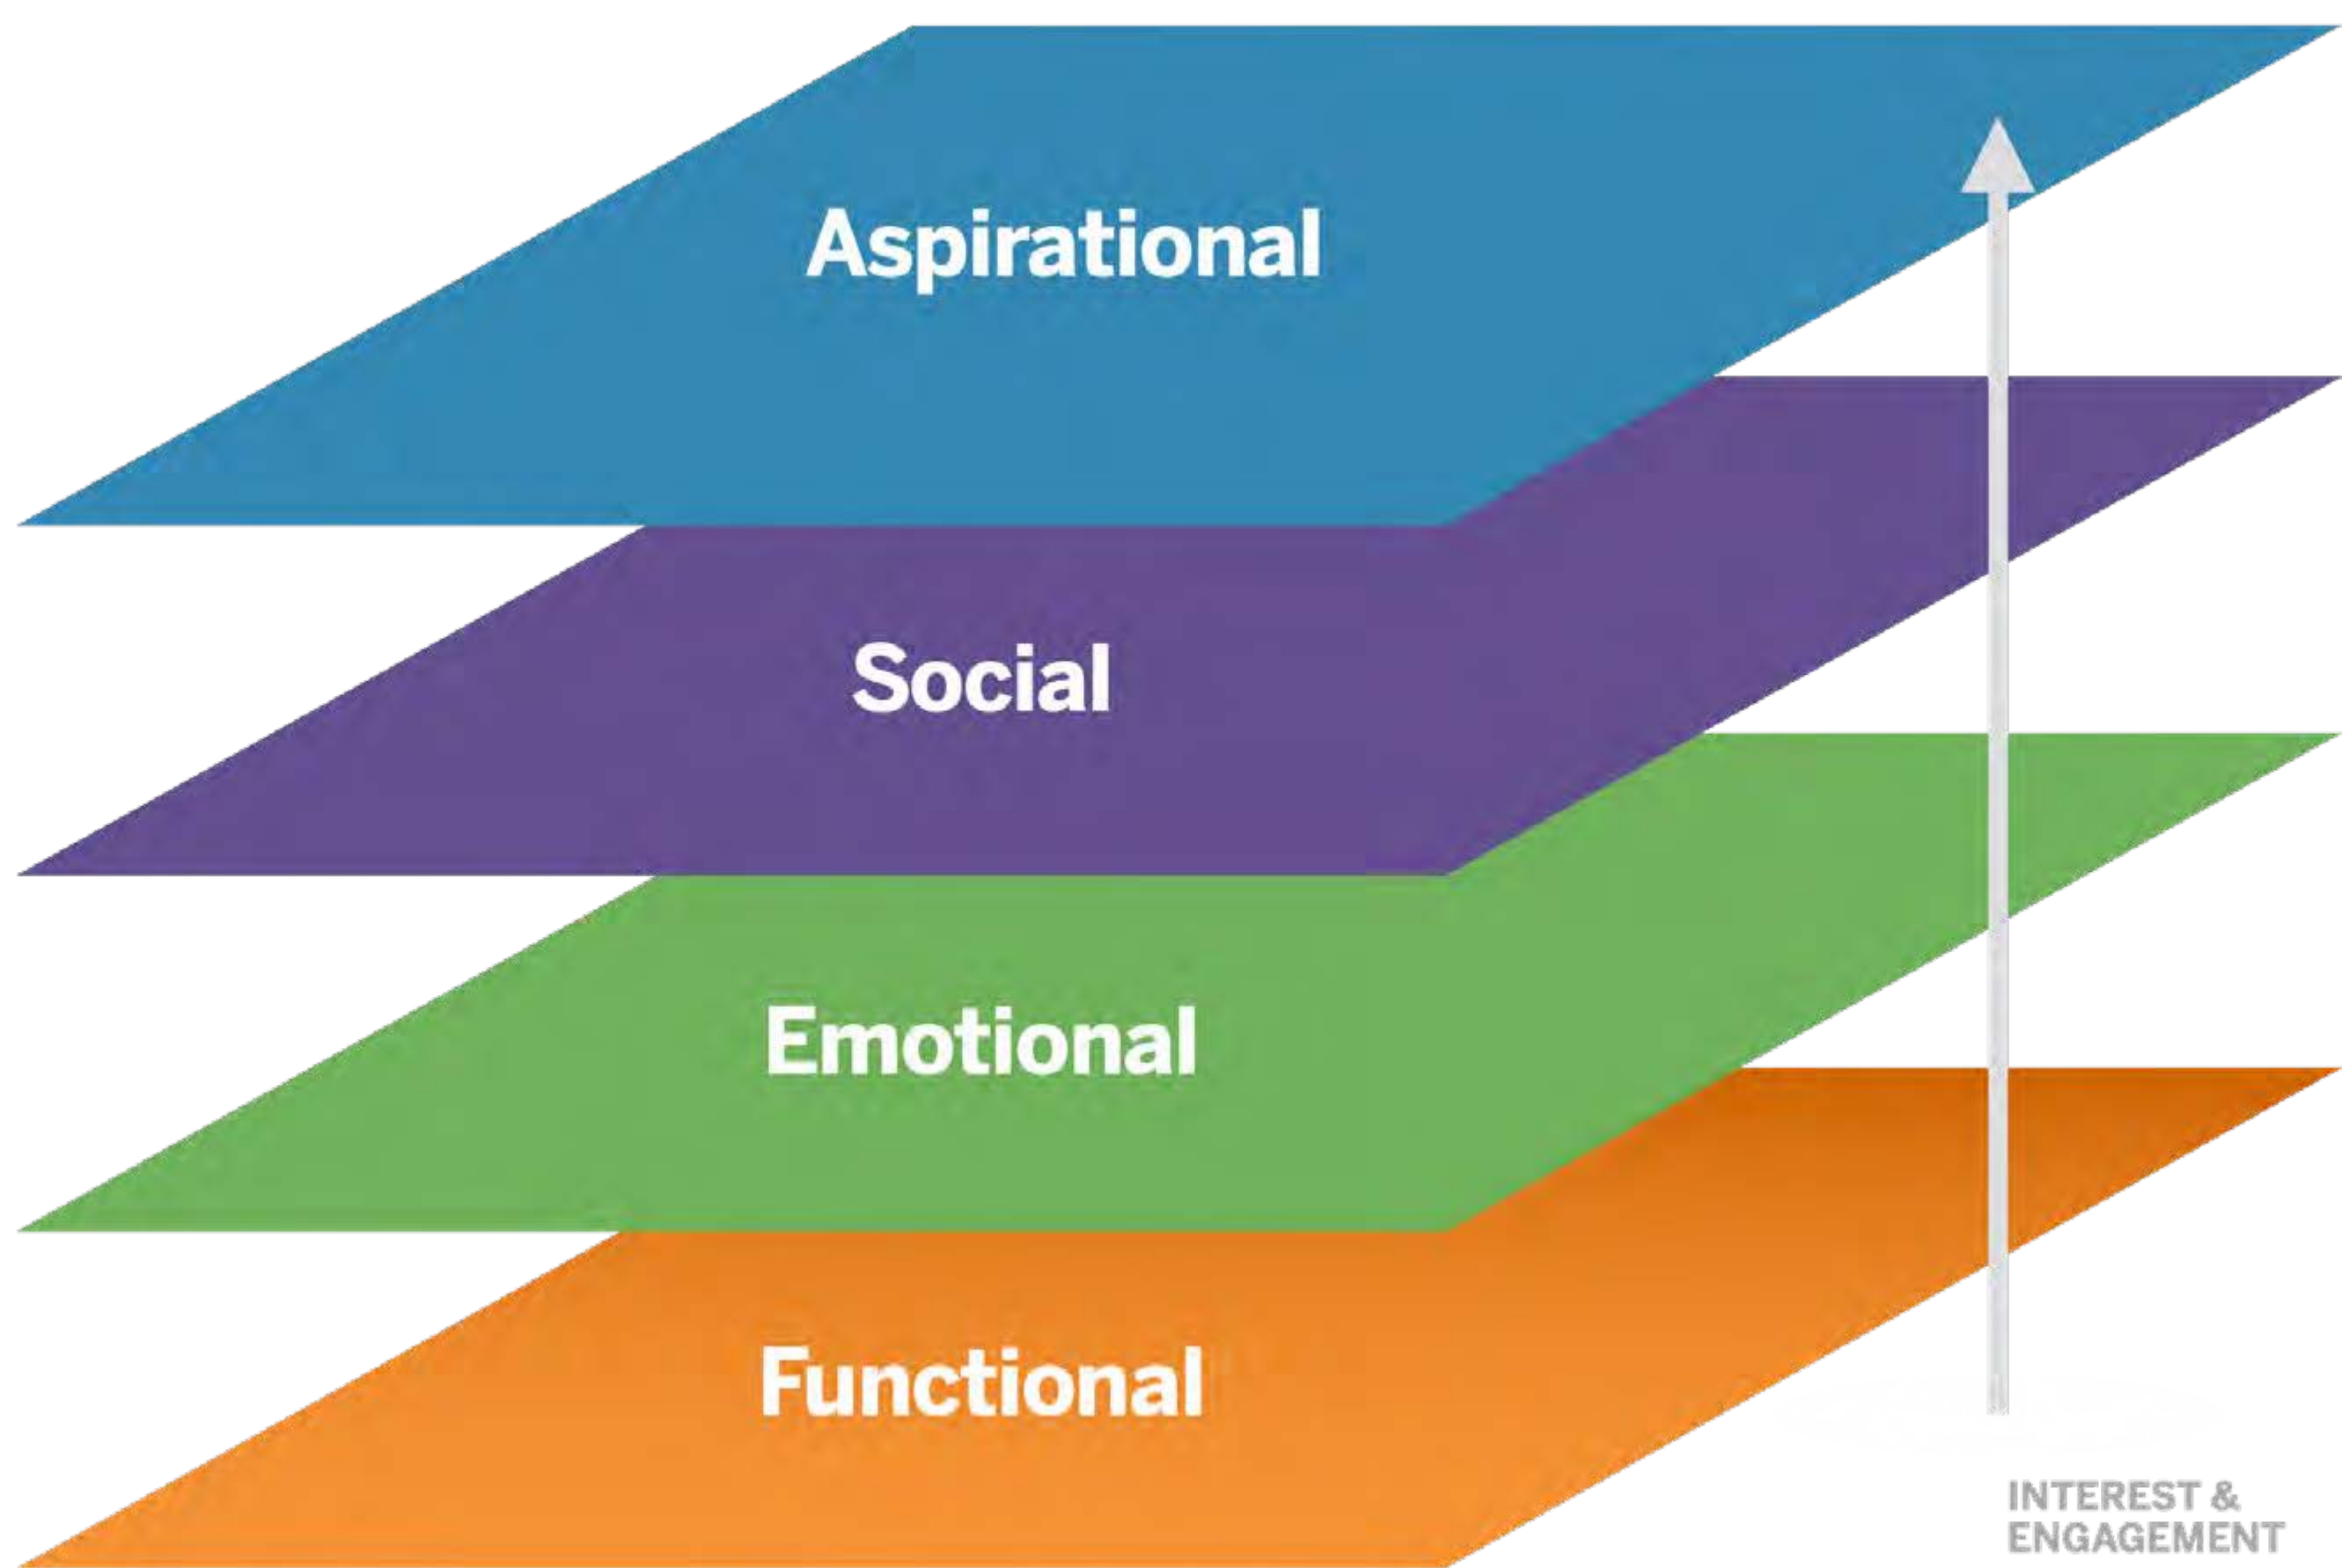 Aspirational
Social
Emotional
Functional
INTEREST &
ENGAGEMENT